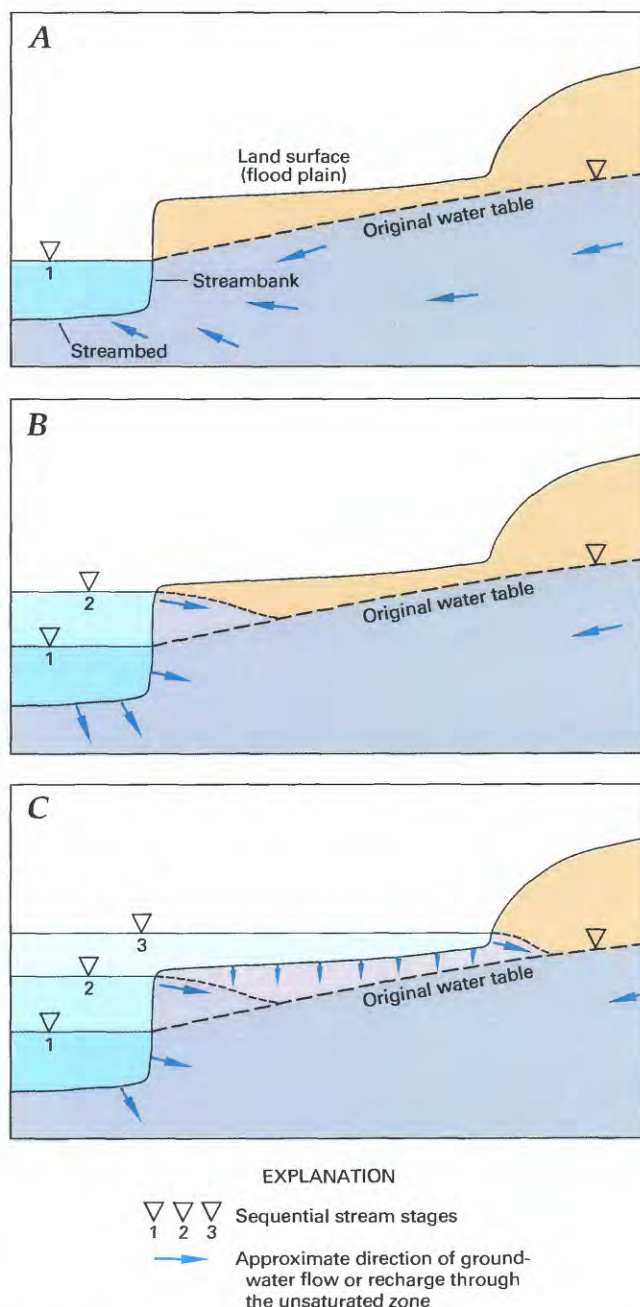 A
Land surface
(flood plain)
Original water table
1
Streambank
Streambed
B
2
Original water table
1
C
3
2
Original water table
1
EXPLANATION
1 2 3 Sequential stream stages
Approximate direction of ground-
water flow or recharge through
the unsaturated zone